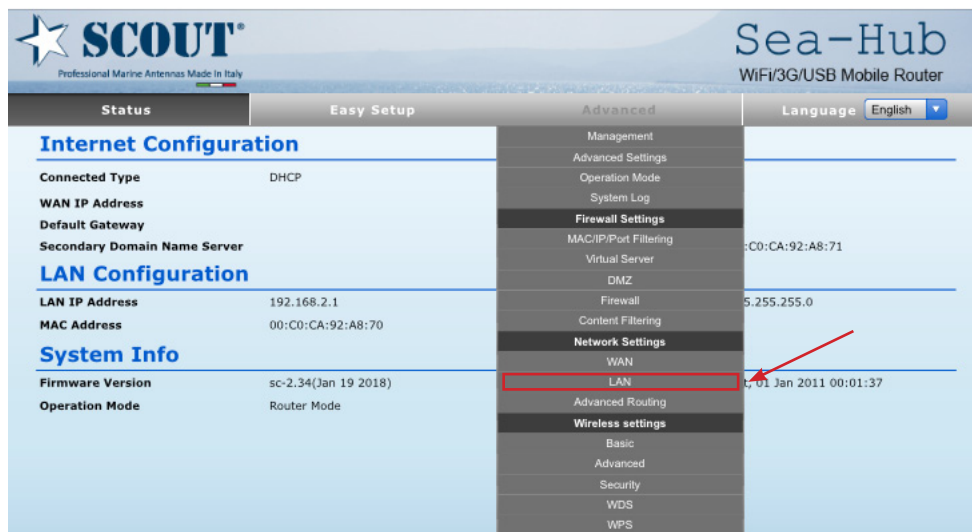 SCOUT®
Professional Marine Antennas Made In Italy
Sea-Hub
WiFi/3G/USB Mobile Router
Status
Easy Setup
Advanced
Language English
Internet Configuration
Connected Type DHCP
WAN IP Address
Default Gateway
Secondary Domain Name Server :C0:CA:92:A8:71
LAN Configuration
LAN IP Address 192.168.2.1 5.255.255.0
MAC Address 00:C0:CA:92:A8:70
System Info
Firmware Version sc-2.34(Jan 19 2018) t, 01 Jan 2011 00:01:37
Operation Mode Router Mode
Management
Advanced Settings
Operation Mode
System Log
Firewall Settings
MAC/IP/Port Filtering
Virtual Server
DMZ
Firewall
Content Filtering
Network Settings
WAN
LAN
Advanced Routing
Wireless settings
Basic
Advanced
Security
WDS
WPS